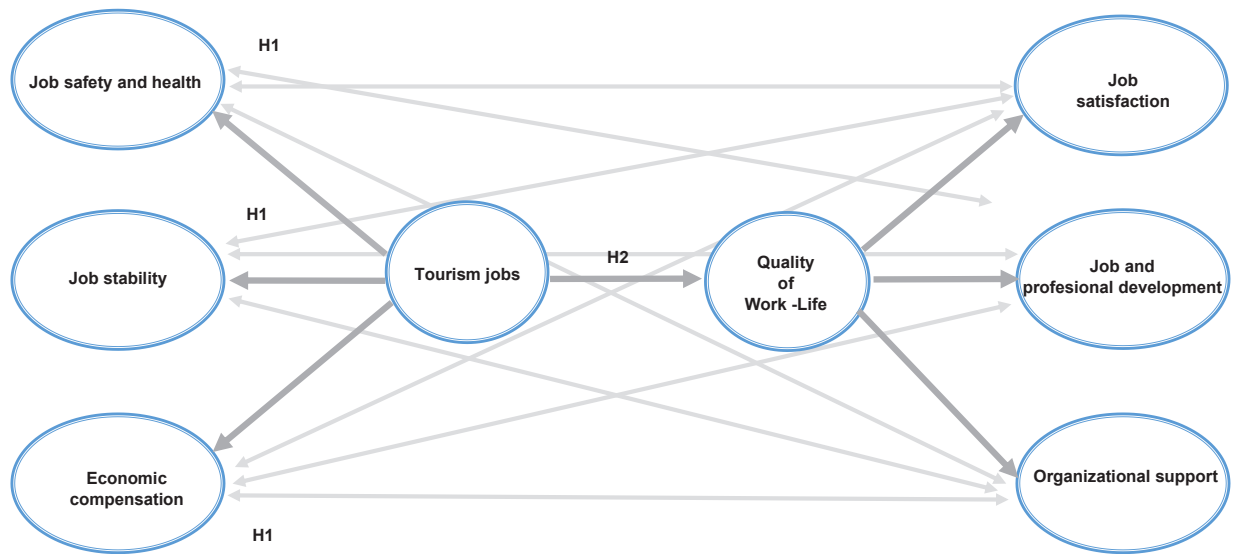 H1
Job safety and health
Job
satisfaction
H1
Job stability
Tourism jobs
H2
Quality
of
Work -Life
Job and
profesional development
Economic
compensation
Organizational support
H1